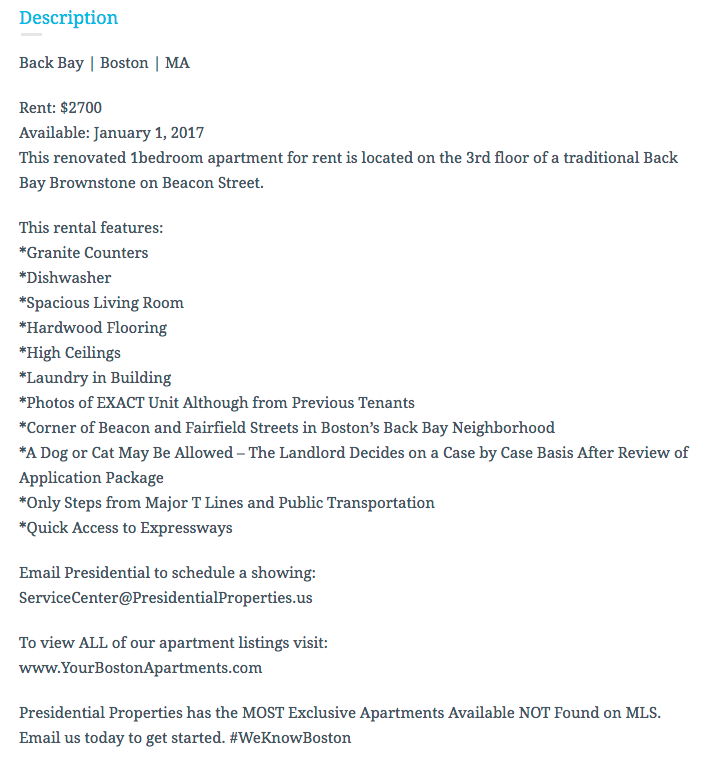 Description
Back Bay | Boston | MA
Rent: $2700
Available: January 1, 2017
This renovated 1bedroom apartment for rent is located on the 3rd floor of a traditional Back
Bay Brownstone on Beacon Street.
This rental features:
*Granite Counters
*Dishwasher
*Spacious Living Room
*Hardwood Flooring
*High Ceilings
*Laundry in Building
*Photos of EXACT Unit Although from Previous Tenants
*Corner of Beacon and Fairfield Streets in Boston’s Back Bay Neighborhood
*A Dog or Cat May Be Allowed – The Landlord Decides on a Case by Case Basis After Review of
Application Package
*Only Steps from Major T Lines and Public Transportation
*Quick Access to Expressways
Email Presidential to schedule a showing:
ServiceCenter@PresidentialProperties.us
To view ALL of our apartment listings visit:
www.YourBostonApartments.com
Presidential Properties has the MOST Exclusive Apartments Available NOT Found on MLS.
Email us today to get started. #WeKnowBoston